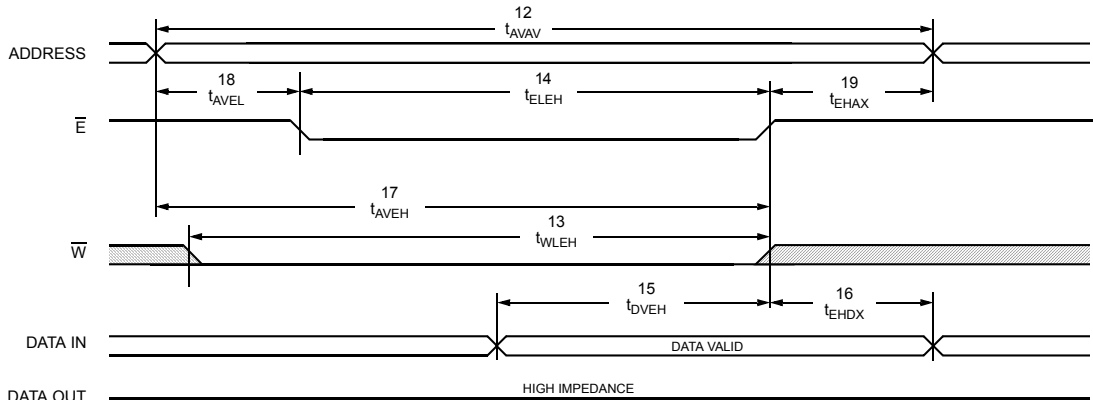 12
tAVAV
ADDRESS
18
tAVEL
14
tELEH
19
tEHAX
E̅
17
tAVEH
13
tWLEH
W̅
15
tDVEH
16
tEHDX
DATA IN
DATA VALID
DATA OUT
HIGH IMPEDANCE